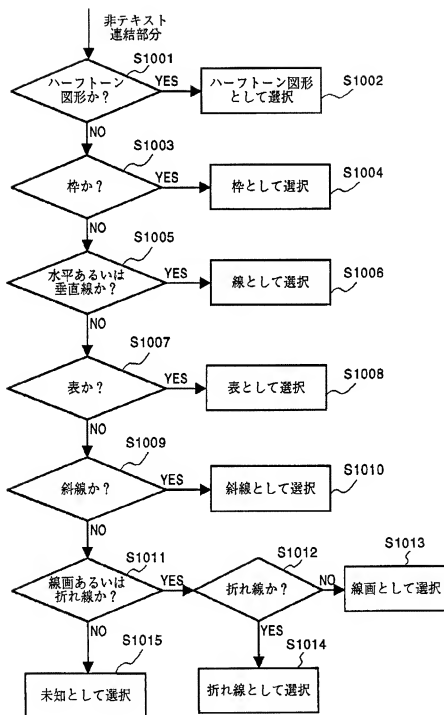 非テキスト
連結部分
S1001
ハーフトーン
図形か？
YES
ハーフトーン図形
として選択
S1002
NO
S1003
枠か？
YES
枠として選択
S1004
NO
S1005
水平あるいは
垂直線か？
YES
線として選択
S1006
NO
S1007
表か？
YES
表として選択
S1008
NO
S1009
斜線か？
YES
斜線として選択
S1010
NO
S1011
線画あるいは
折れ線か？
YES
S1012
折れ線か？
NO
S1013
線画として選択
NO
S1015
未知として選択
YES
S1014
折れ線として選択